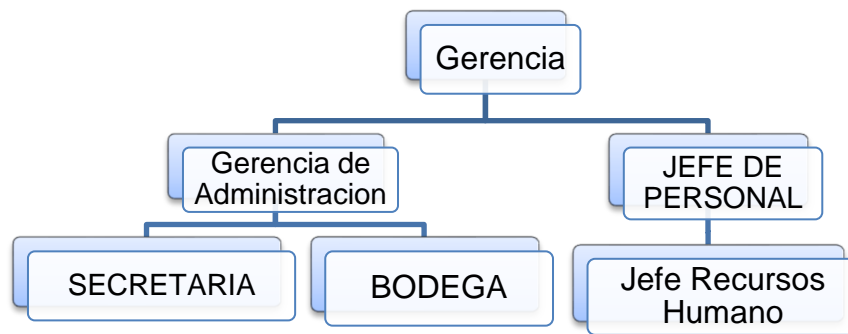 Gerencia
Gerencia de
Administracion
JEFE DE
PERSONAL
SECRETARIA
BODEGA
Jefe Recursos
Humano